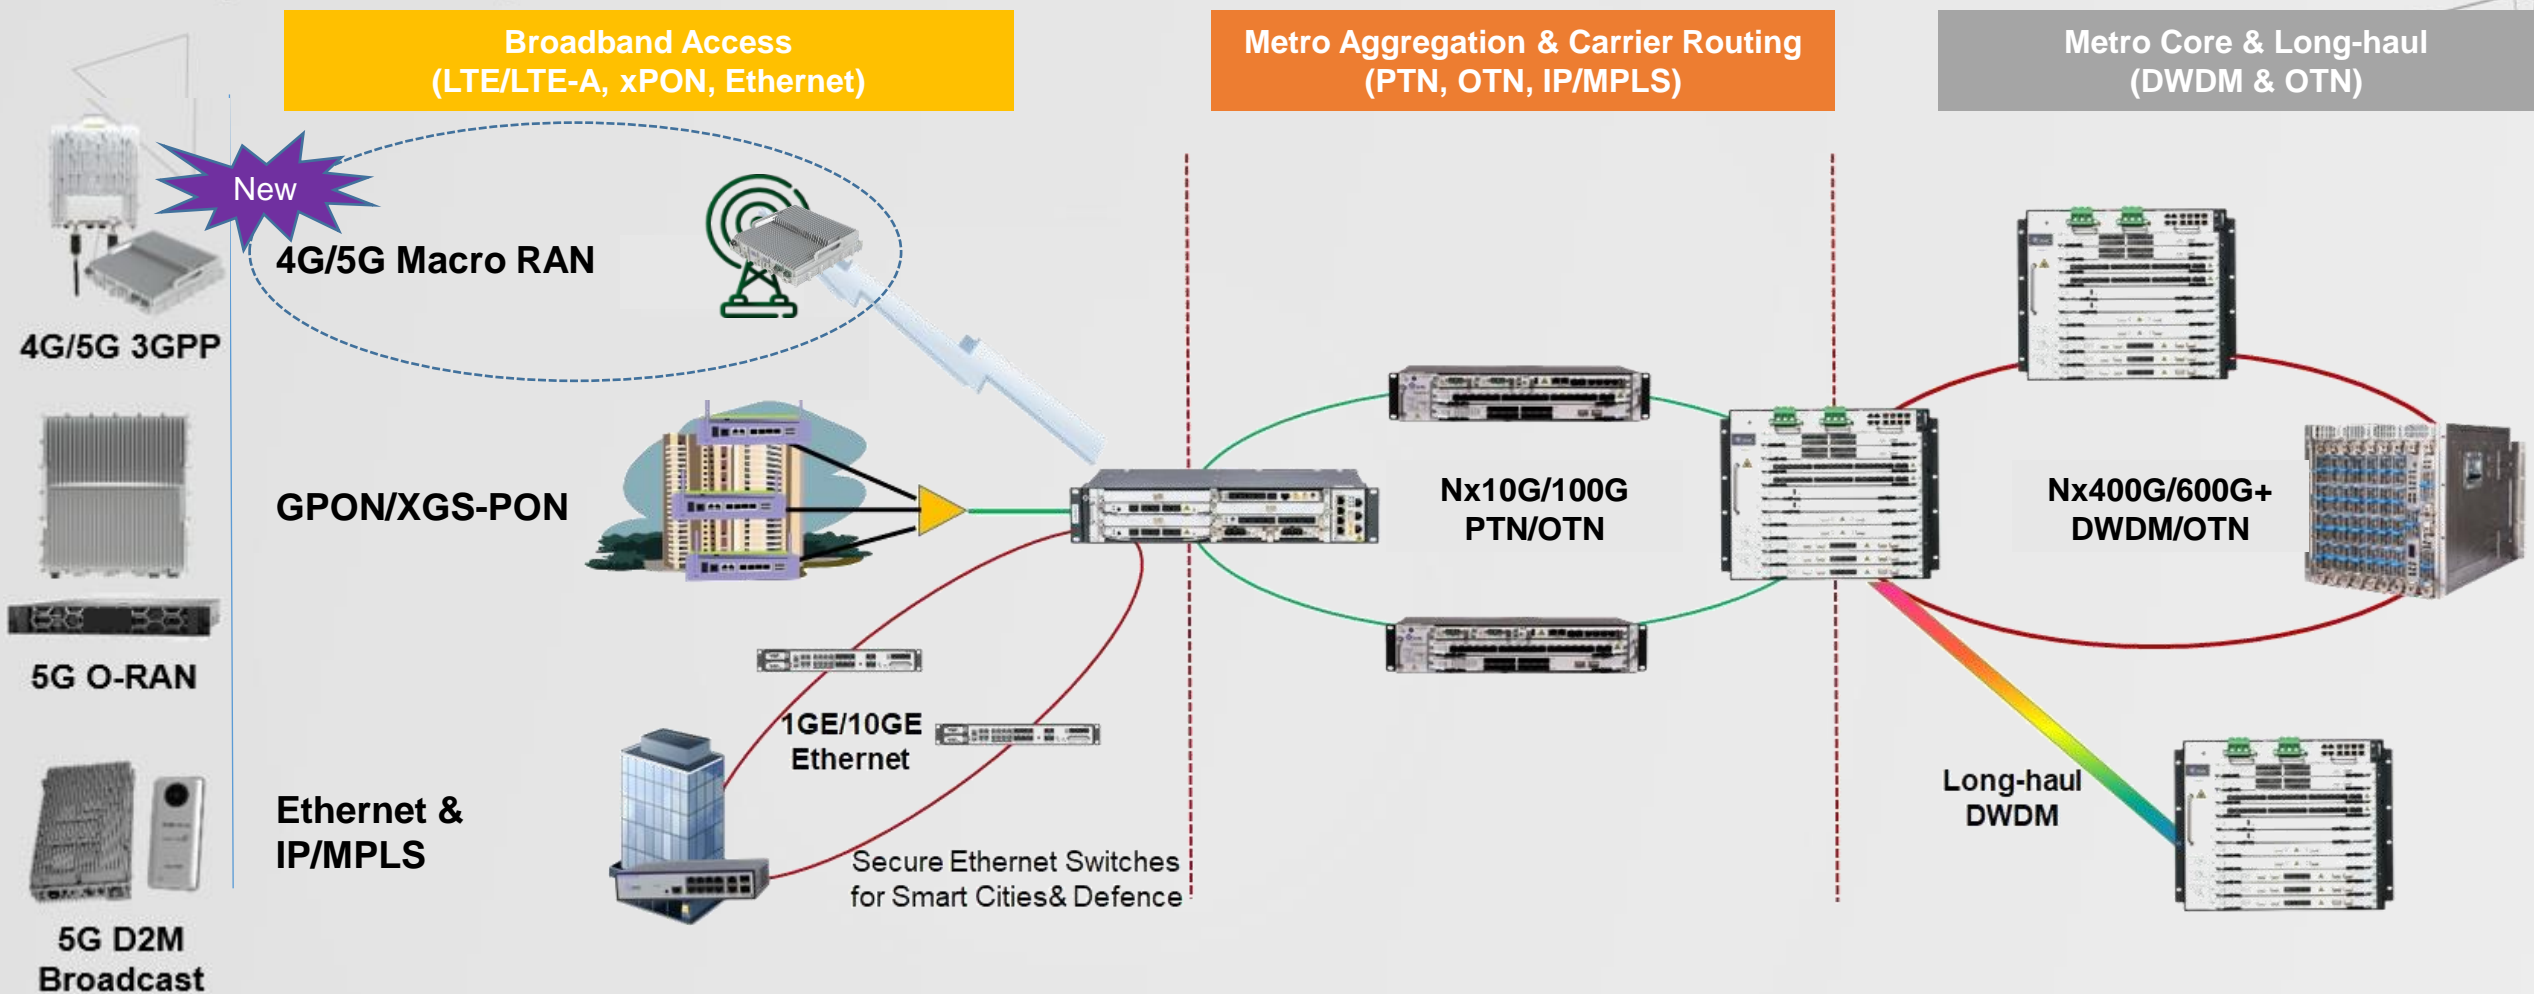 Broadband Access
(LTE/LTE-A, xPON, Ethernet)
Metro Aggregation & Carrier Routing
(PTN, OTN, IP/MPLS)
Metro Core & Long-haul
(DWDM & OTN)
New
4G/5G Macro RAN
4G/5G 3GPP
GPON/XGS-PON
Nx10G/100G
PTN/OTN
Nx400G/600G+
DWDM/OTN
5G O-RAN
1GE/10GE
Ethernet
Ethernet &
IP/MPLS
Long-haul
DWDM
Secure Ethernet Switches
for Smart Cities& Defence
5G D2M
Broadcast